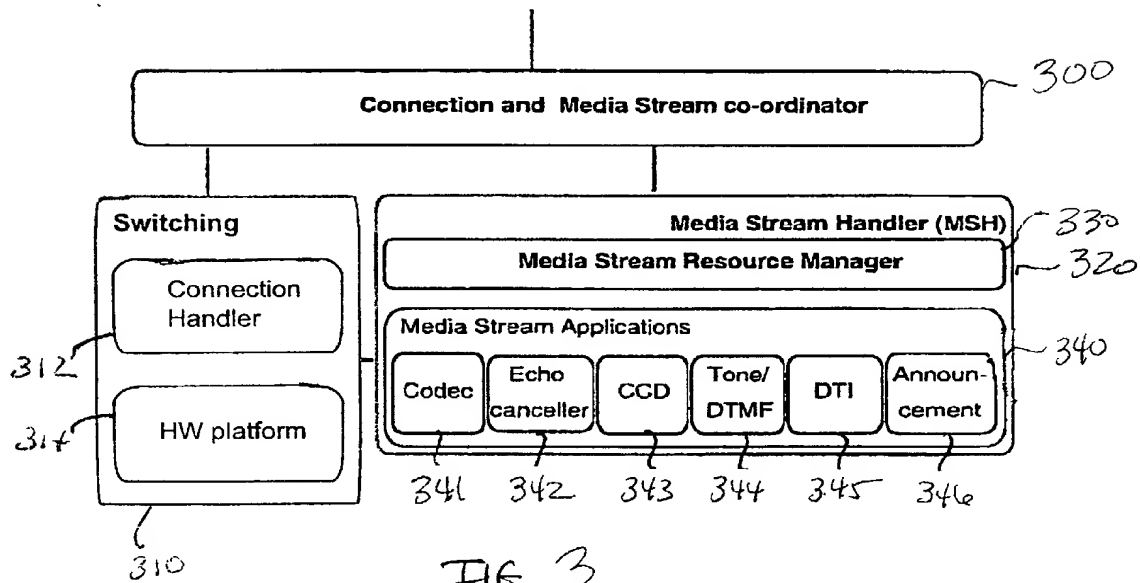 Connection and Media Stream co-ordinator
300
Switching
Connection
Handler
312
HW platform
314
310
Media Stream Handler (MSH)
330
Media Stream Resource Manager
320
Media Stream Applications
340
Codec
Echo
canceller
CCD
Tone/
DTMF
DTI
Announ-
cement
341
342
343
344
345
346
FIG 3